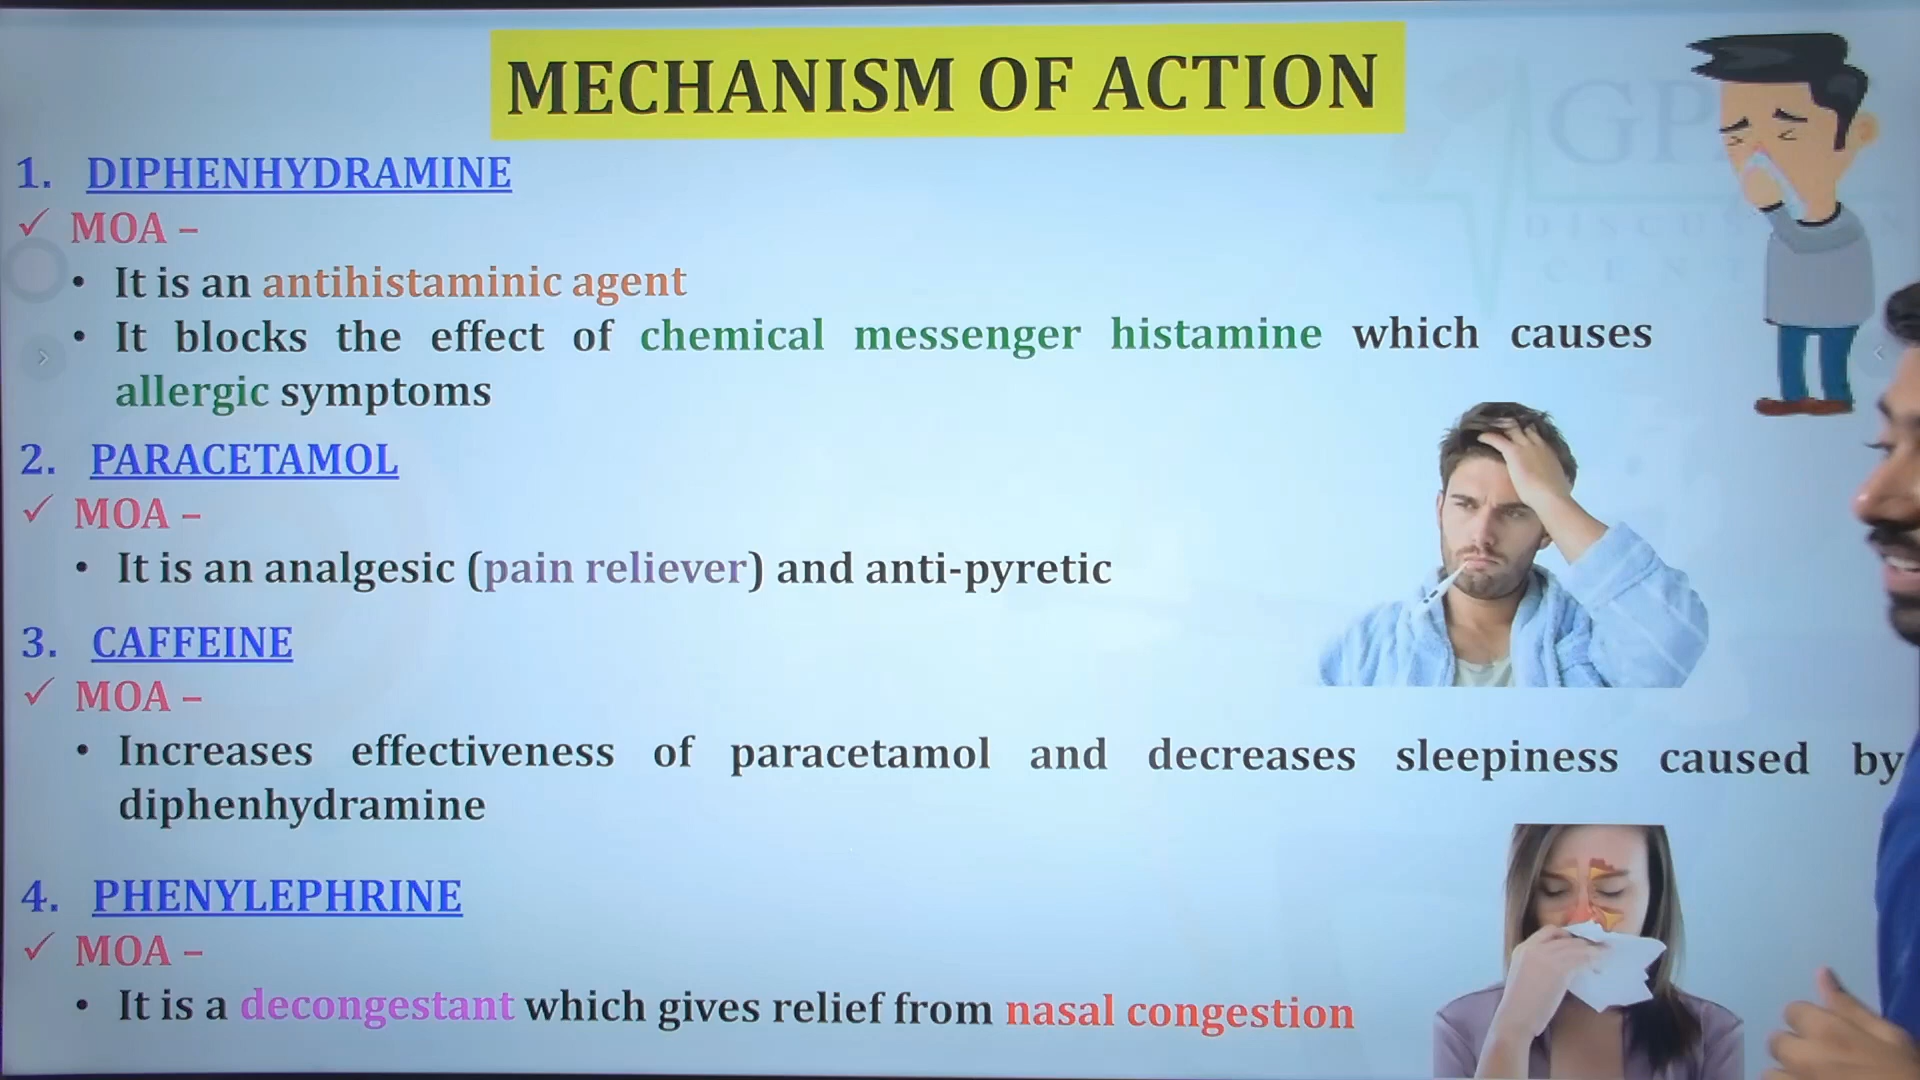 MECHANISM OF ACTION
1. DIPHENHYDRAMINE
✓ MOA –
• It is an antihistaminic agent
• It blocks the effect of chemical messenger histamine which causes
allergic symptoms
2. PARACETAMOL
✓ MOA –
• It is an analgesic (pain reliever) and anti-pyretic
3. CAFFEINE
✓ MOA –
• Increases effectiveness of paracetamol and decreases sleepiness caused by
diphenhydramine
4. PHENYLEPHRINE
✓ MOA –
• It is a decongestant which gives relief from nasal congestion